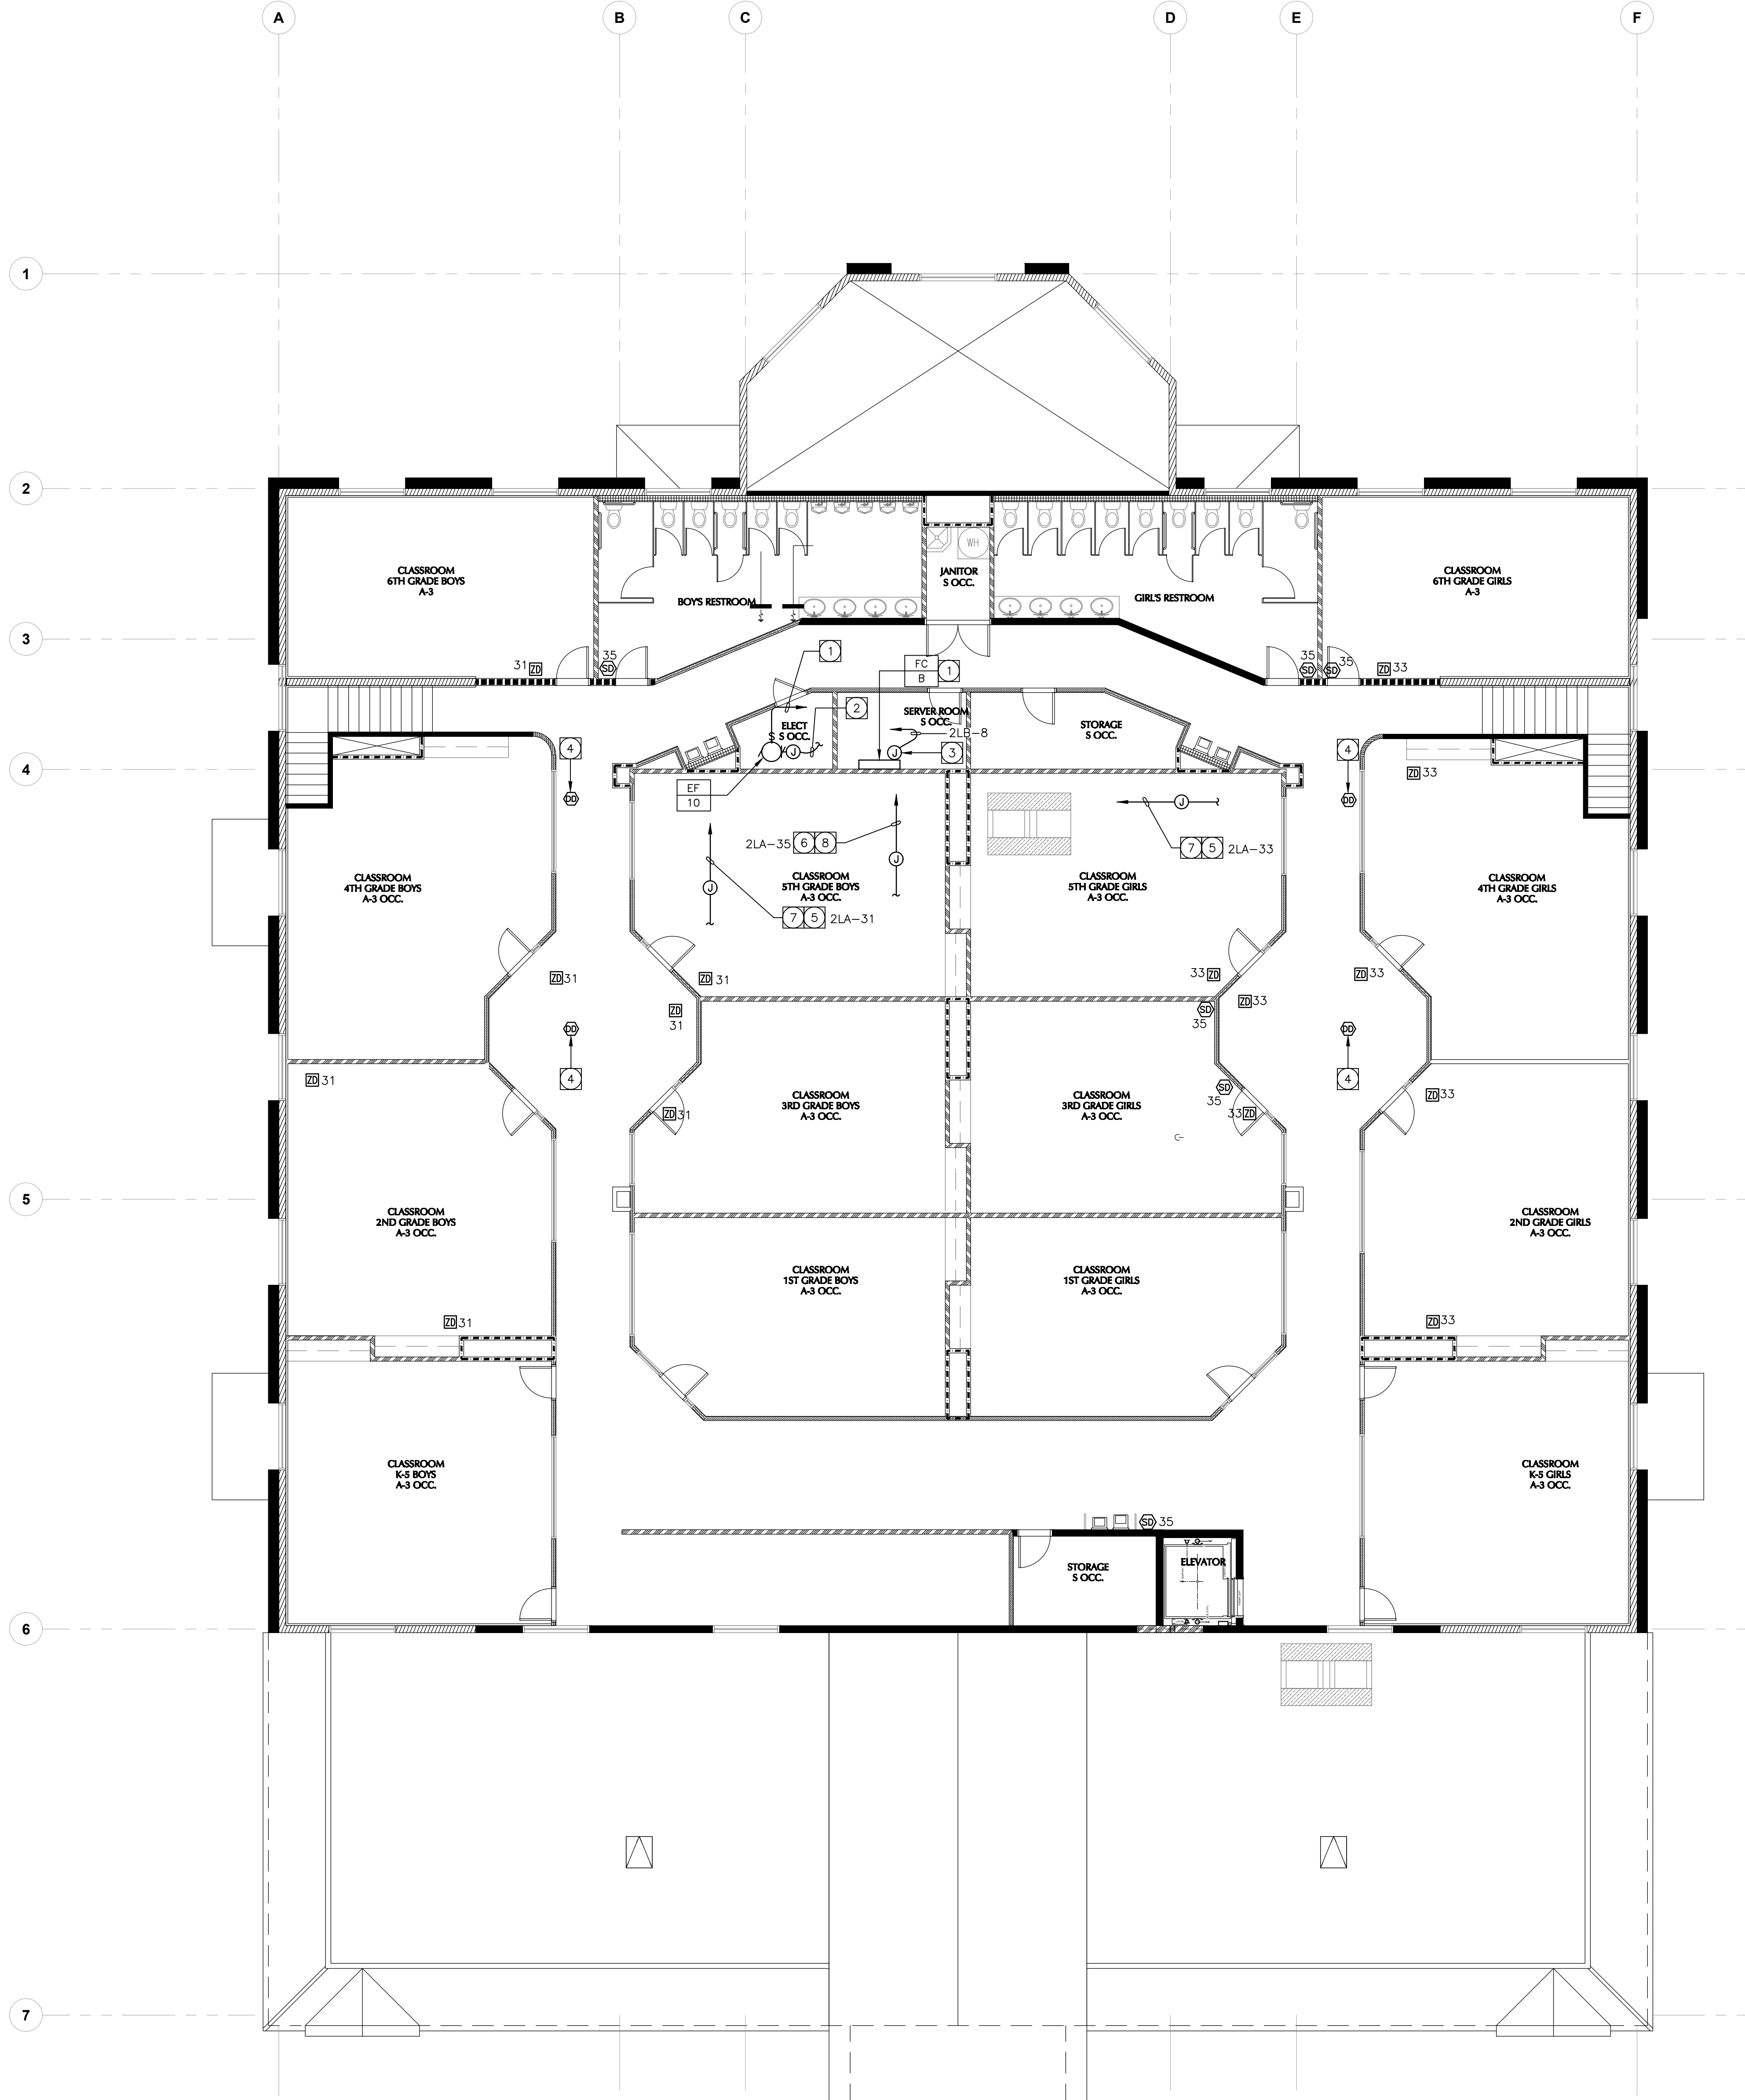 A
B
C
D
E
F
1
2
3
4
5
6
7
CLASSROOM
6TH GRADE BOYS
A-3
BOY'S RESTROOM
WH
JANITOR
S OCC.
GIRL'S RESTROOM
CLASSROOM
6TH GRADE GIRLS
A-3
31 ZD
35
SD
1
FC
B
1
35
SD
SD 35
ZD 33
ELECT
S OCC.
2
SERVER ROOM
S OCC.
2LB-8
3
STORAGE
S OCC.
S
J
J
4
DD
4
DD
ZD 33
EF
10
2LA-35 6 8
J
J
J
7 5 2LA-33
7 5 2LA-31
CLASSROOM
4TH GRADE BOYS
A-3 OCC.
CLASSROOM
5TH GRADE BOYS
A-3 OCC.
CLASSROOM
5TH GRADE GIRLS
A-3 OCC.
CLASSROOM
4TH GRADE GIRLS
A-3 OCC.
ZD 31
ZD 31
33 ZD
ZD 33
ZD
31
SD
35
ZD 33
DD
4
DD
4
ZD 31
ZD 31
SD
35
33 ZD
ZD 33
CLASSROOM
3RD GRADE BOYS
A-3 OCC.
CLASSROOM
3RD GRADE GIRLS
A-3 OCC.
CLASSROOM
2ND GRADE BOYS
A-3 OCC.
CLASSROOM
2ND GRADE GIRLS
A-3 OCC.
CLASSROOM
1ST GRADE BOYS
A-3 OCC.
CLASSROOM
1ST GRADE GIRLS
A-3 OCC.
ZD 31
ZD 33
CLASSROOM
K-5 BOYS
A-3 OCC.
CLASSROOM
K-5 GIRLS
A-3 OCC.
SD 35
STORAGE
S OCC.
ELEVATOR